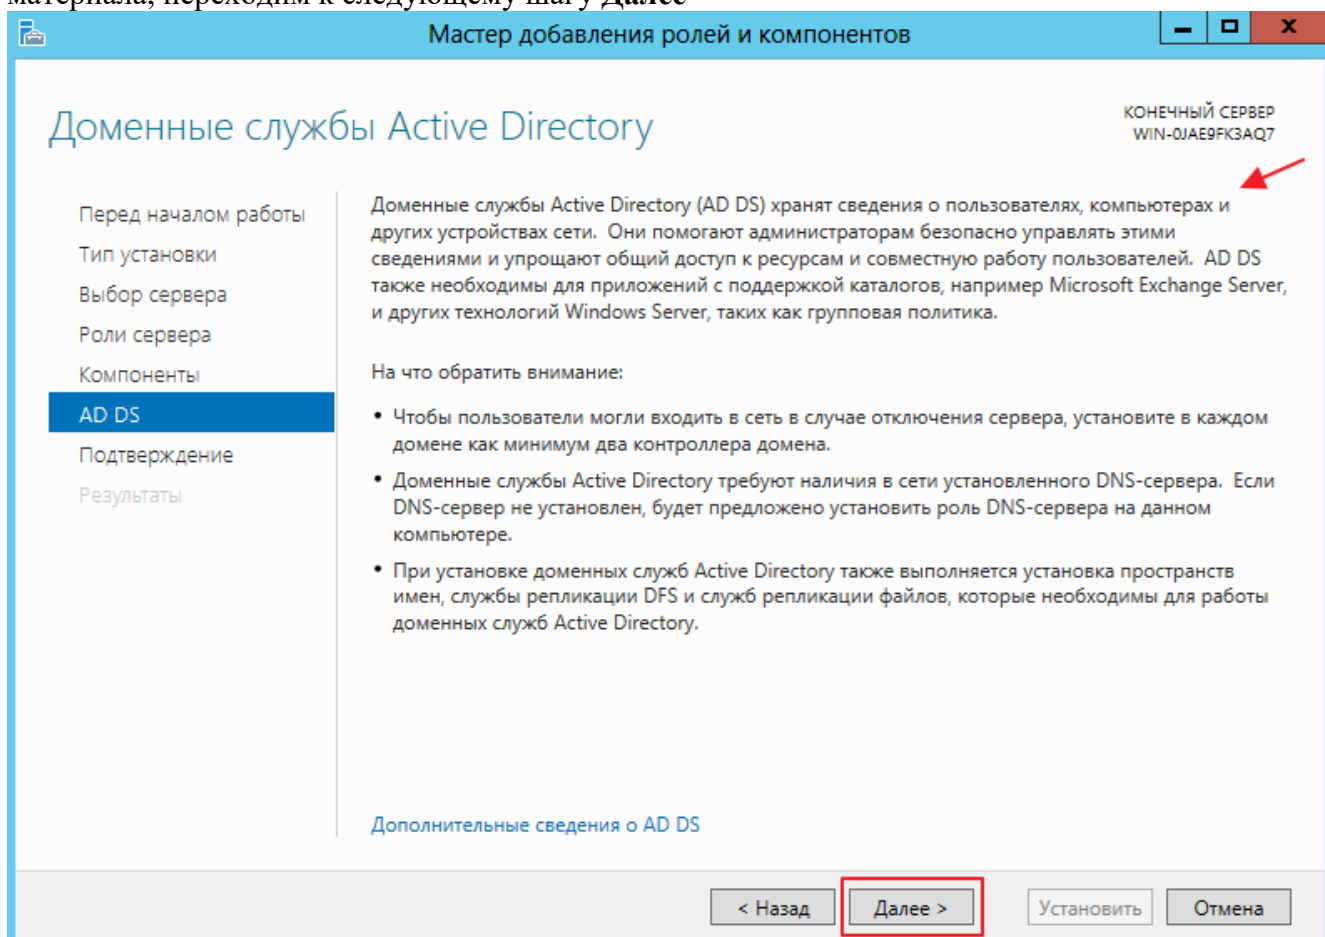 материала, переходим к следующему шагу Далее
Мастер добавления ролей и компонентов
Доменные службы Active Directory
КОНЕЧНЫЙ СЕРВЕР
WIN-0JAE9FK3AQ7
Перед началом работы
Тип установки
Выбор сервера
Роли сервера
Компоненты
AD DS
Подтверждение
Результаты
Доменные службы Active Directory (AD DS) хранят сведения о пользователях, компьютерах и
других устройствах сети. Они помогают администраторам безопасно управлять этими
сведениями и упрощают общий доступ к ресурсам и совместную работу пользователей. AD DS
также необходимы для приложений с поддержкой каталогов, например Microsoft Exchange Server,
и других технологий Windows Server, таких как групповая политика.
На что обратить внимание:
• Чтобы пользователи могли входить в сеть в случае отключения сервера, установите в каждом
домене как минимум два контроллера домена.
• Доменные службы Active Directory требуют наличия в сети установленного DNS-сервера. Если
DNS-сервер не установлен, будет предложено установить роль DNS-сервера на данном
компьютере.
• При установке доменных служб Active Directory также выполняется установка пространств
имен, службы репликации DFS и служб репликации файлов, которые необходимы для работы
доменных служб Active Directory.
Дополнительные сведения о AD DS
< Назад
Далее >
Установить
Отмена